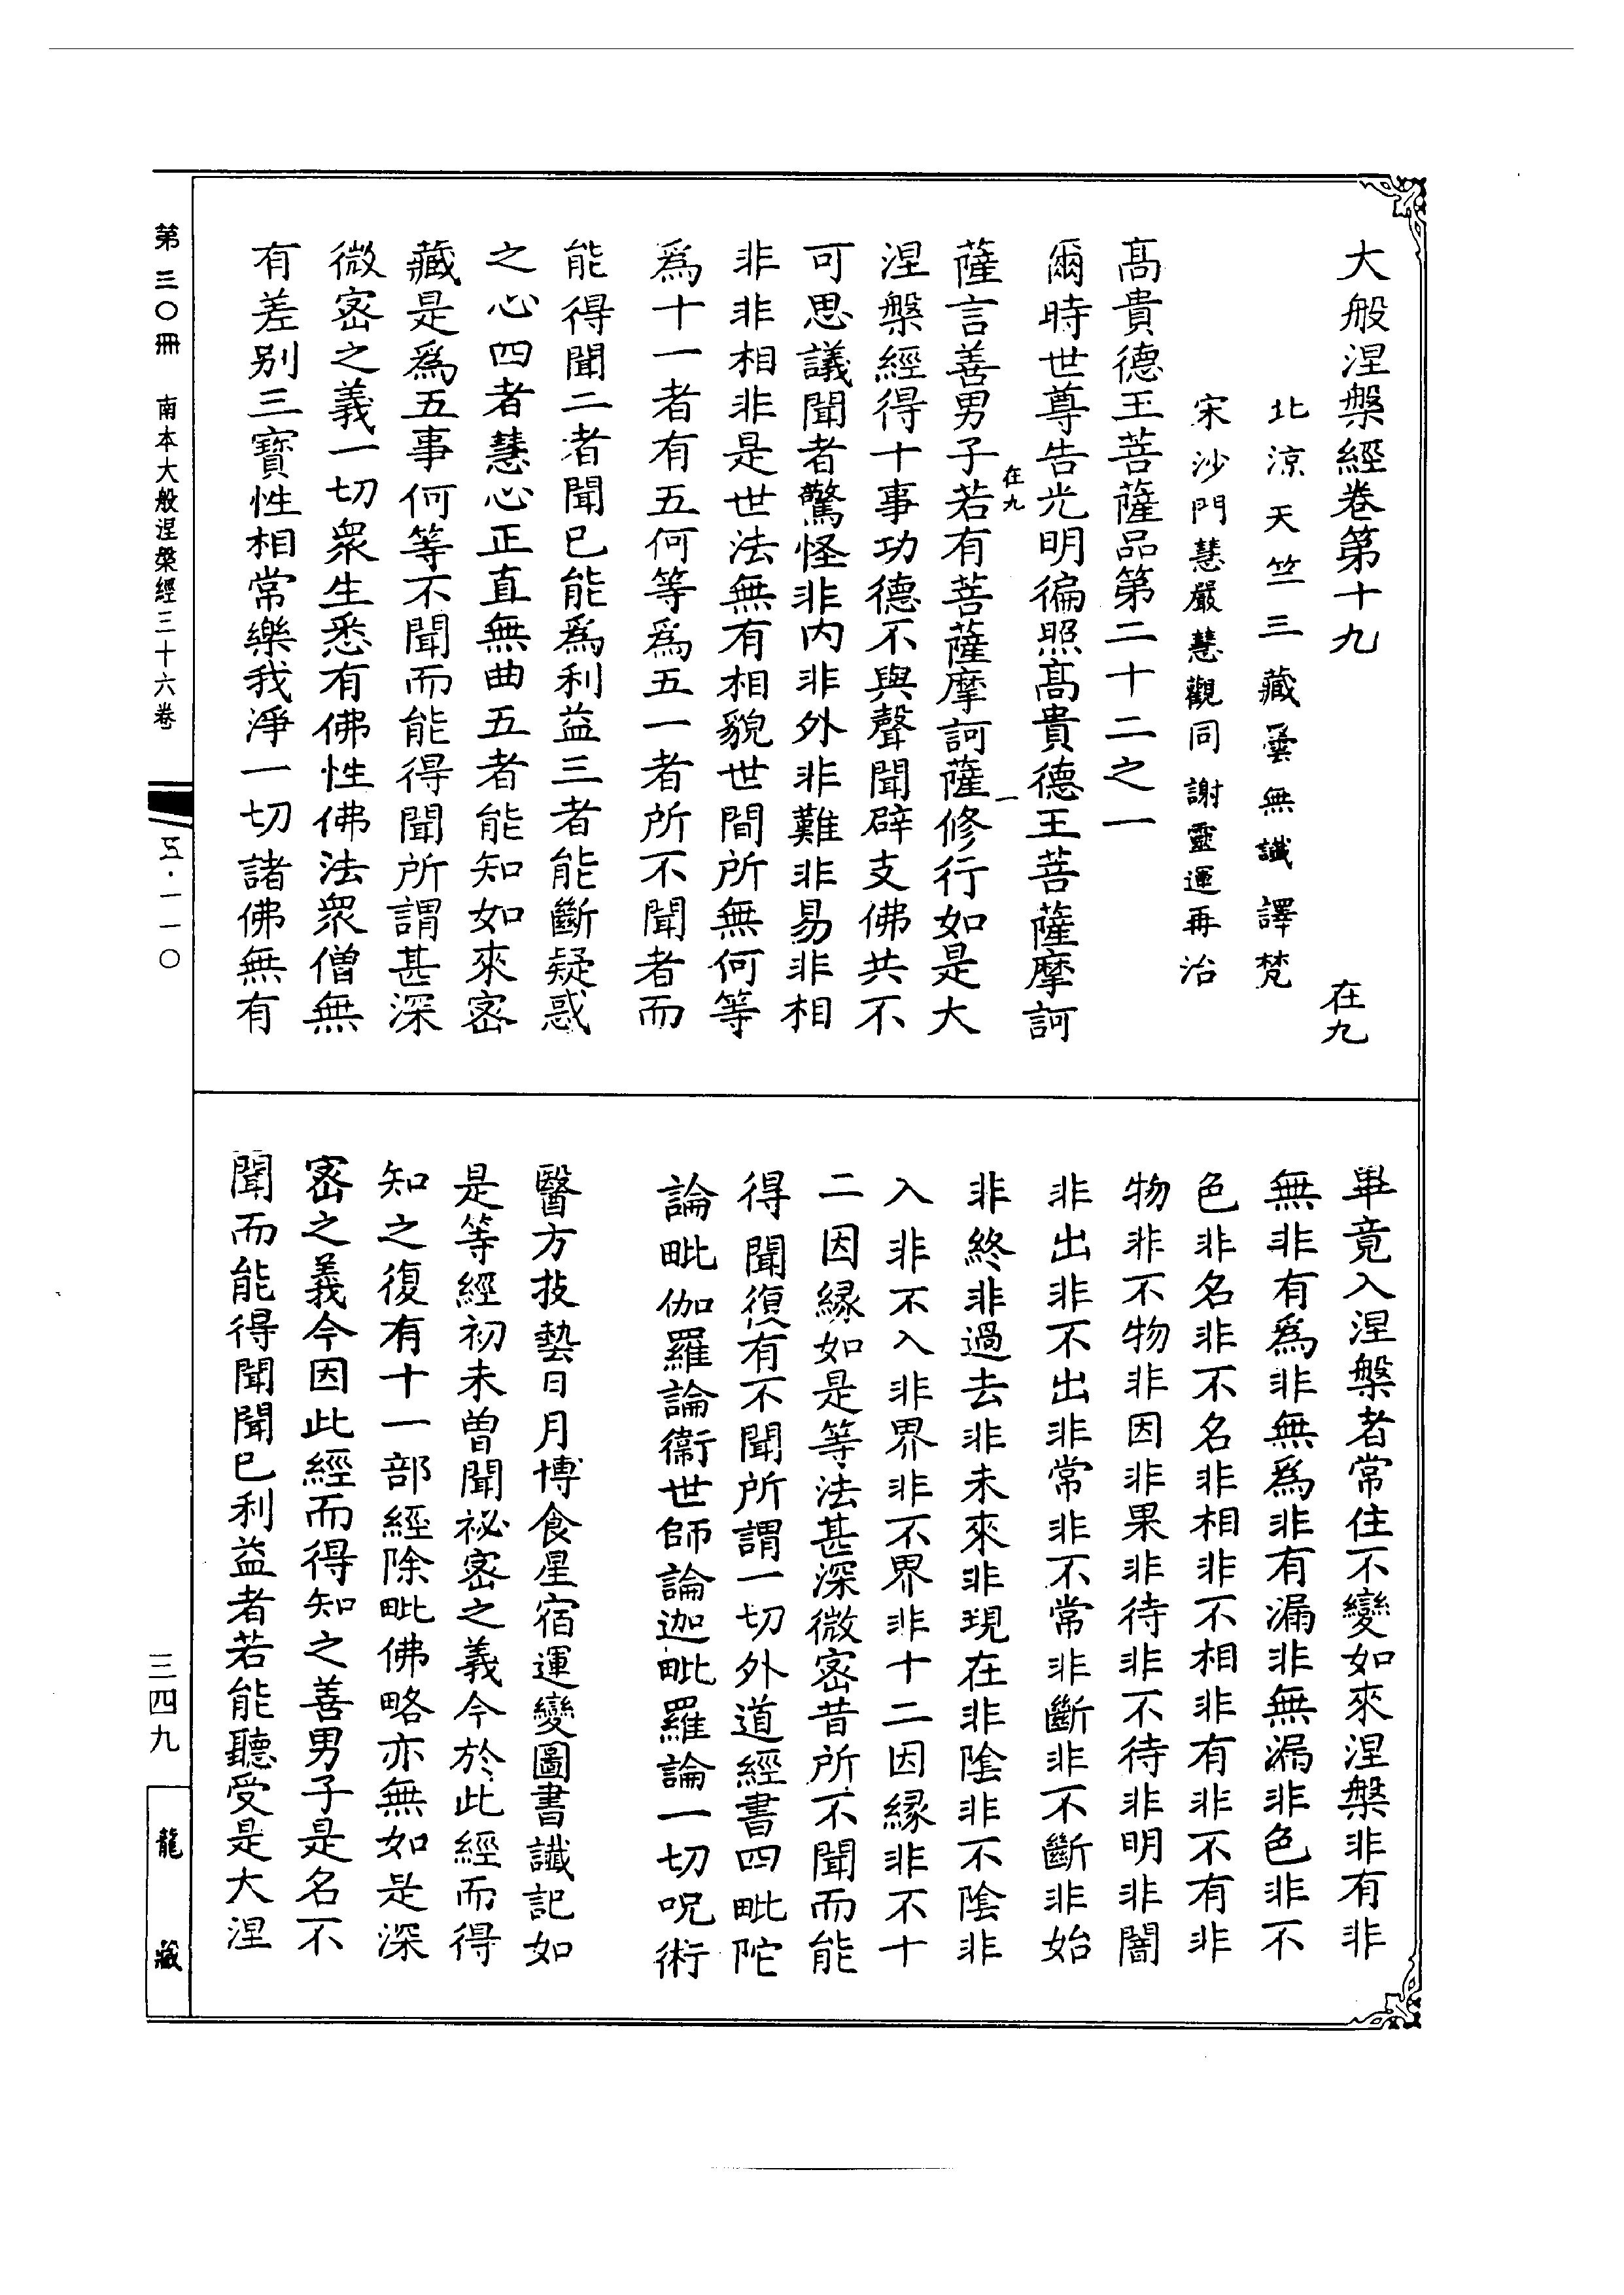 大般涅槃經卷第十九　在九
北涼天竺三藏曇無讖譯梵
宋沙門慧嚴慧觀同謝靈運再治
髙貴德王菩薩品第二十二之一
爾時世尊告光明徧照髙貴德王菩薩摩訶
在九　一
薩言善男子若有菩薩摩訶薩修行如是大
涅槃經得十事功德不與聲聞辟支佛共不
可思議聞者驚怪非內非外非難非易非相
非非相非是世法無有相貌世間所無何等
爲十一者有五何等爲五一者所不聞者而
能得聞二者聞已能爲利益三者能斷疑惑
之心四者慧心正直無曲五者能知如來密
藏是爲五事何等不聞而能得聞所謂甚深
微密之義一切衆生悉有佛性佛法衆僧無
有差别三寶性相常樂我淨一切諸佛無有
畢竟入涅槃者常住不變如來涅槃非有非
無非有爲非無爲非有漏非無漏非色非不
色非名非不名非相非不相非有非不有非
物非不物非因非果非待非不待非明非闇
非出非不出非常非不常非斷非不斷非始
非終非過去非未來非現在非陰非不陰非
入非不入非界非不界非十二因緣非不十
二因緣如是等法甚深微密昔所不聞而能
得聞復有不聞所謂一切外道經書四毗陀
論毗伽羅論衞世師論迦毗羅論一切呪術
醫方技藝日月博食星宿運變圖書讖記如
是等經初未曽聞祕密之義今於此經而得
知之復有十一部經除毗佛略亦無如是深
密之義今因此經而得知之善男子是名不
聞而能得聞聞已利益者若能聽受是大涅
第三〇冊　南本大般涅槃經三十六卷　五·一一〇
三四九
龍藏